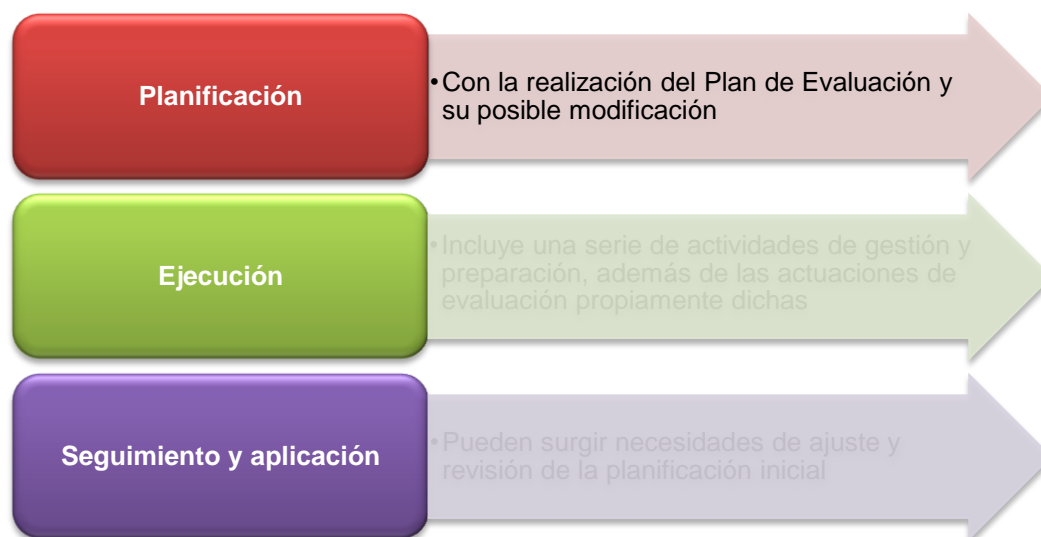 Planificación
•Con la realización del Plan de Evaluación y
su posible modificación
Ejecución
•Incluye una serie de actividades de gestión y
preparación, además de las actuaciones de
evaluación propiamente dichas
Seguimiento y aplicación
•Pueden surgir necesidades de ajuste y
revisión de la planificación inicial